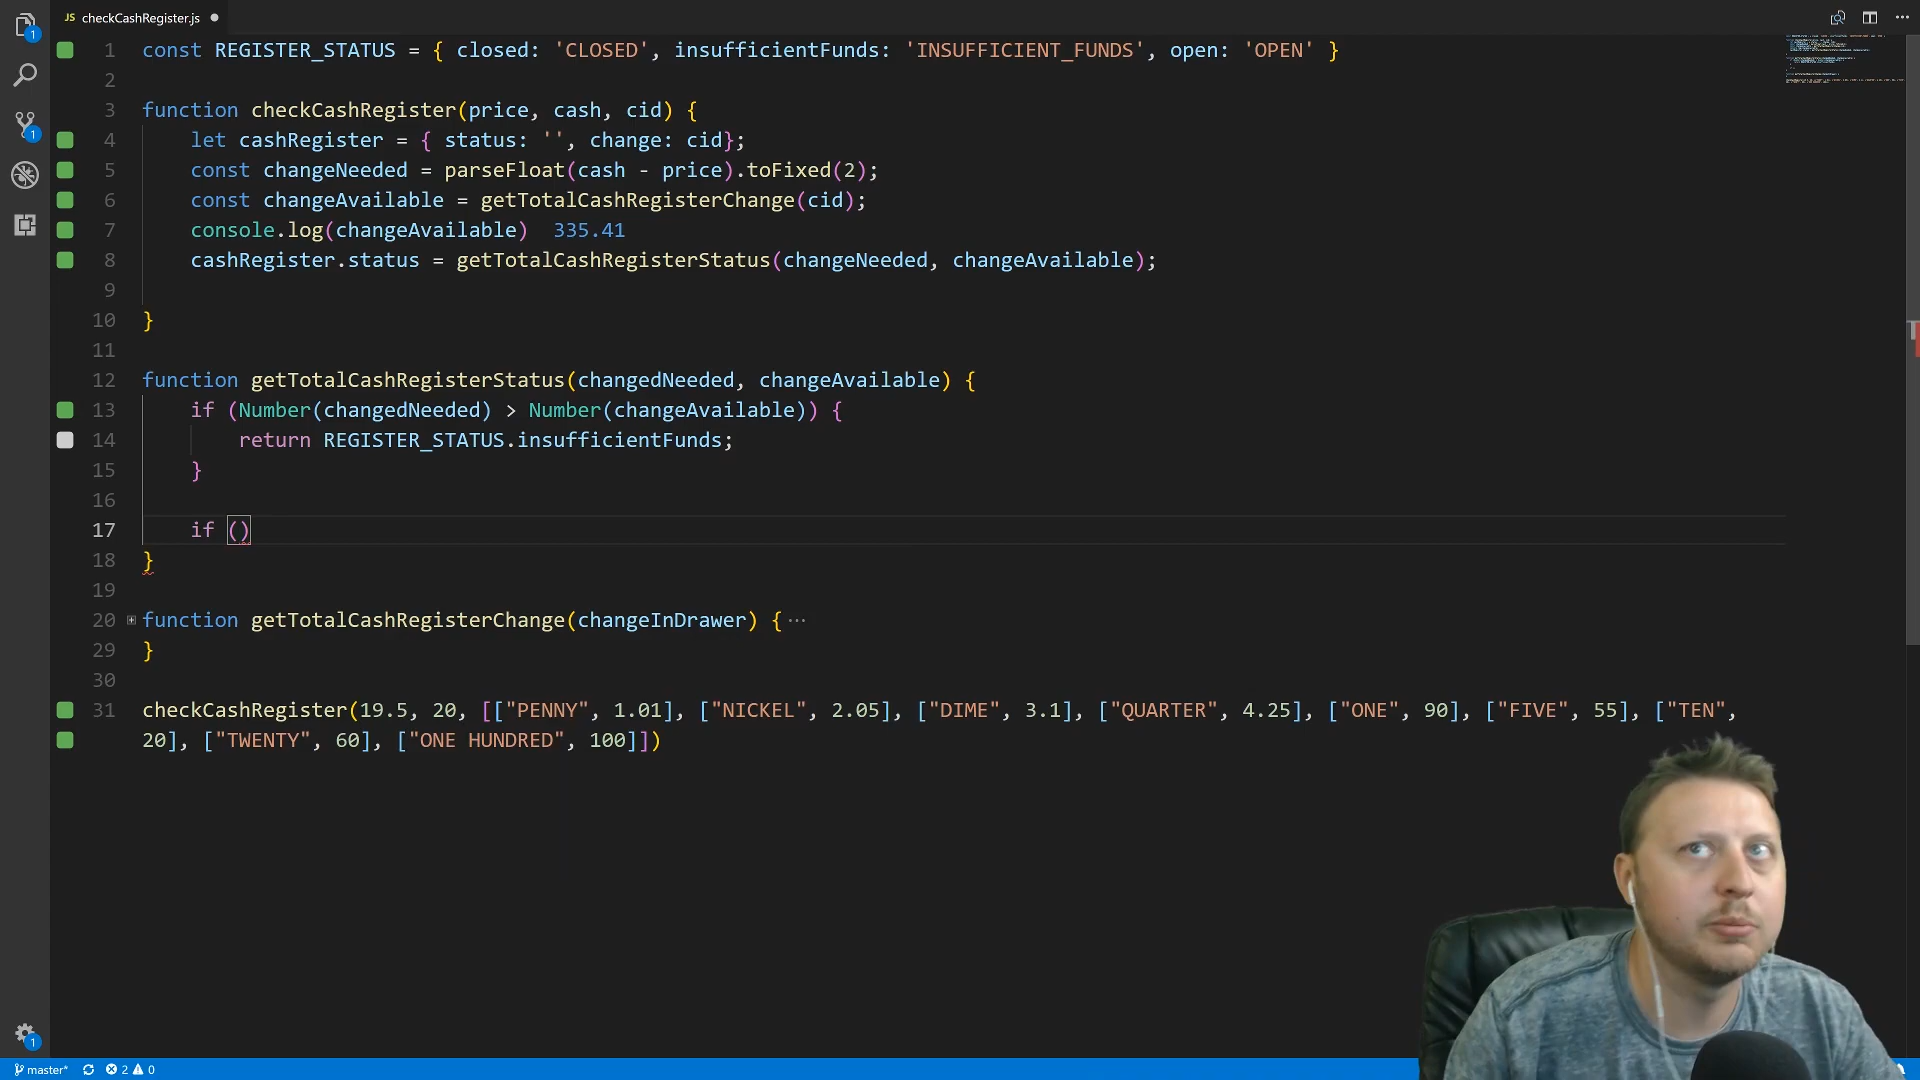 JS checkCashRegister.js
1
1 const REGISTER_STATUS = { closed: 'CLOSED', insufficientFunds: 'INSUFFICIENT_FUNDS', open: 'OPEN' }
2
3 function checkCashRegister(price, cash, cid) {
4 let cashRegister = { status: '', change: cid};
5 const changeNeeded = parseFloat(cash - price).toFixed(2);
6 const changeAvailable = getTotalCashRegisterChange(cid);
7 console.log(changeAvailable) 335.41
8 cashRegister.status = getTotalCashRegisterStatus(changeNeeded, changeAvailable);
9
10 }
11
12 function getTotalCashRegisterStatus(changedNeeded, changeAvailable) {
13 if (Number(changedNeeded) > Number(changeAvailable)) {
14 return REGISTER_STATUS.insufficientFunds;
15 }
16
17 if ()
18 }
19
20 function getTotalCashRegisterChange(changeInDrawer) { ...
29 }
30
31 checkCashRegister(19.5, 20, [["PENNY", 1.01], ["NICKEL", 2.05], ["DIME", 3.1], ["QUARTER", 4.25], ["ONE", 90], ["FIVE", 55], ["TEN",
20], ["TWENTY", 60], ["ONE HUNDRED", 100]])
1
1
master* 2 0